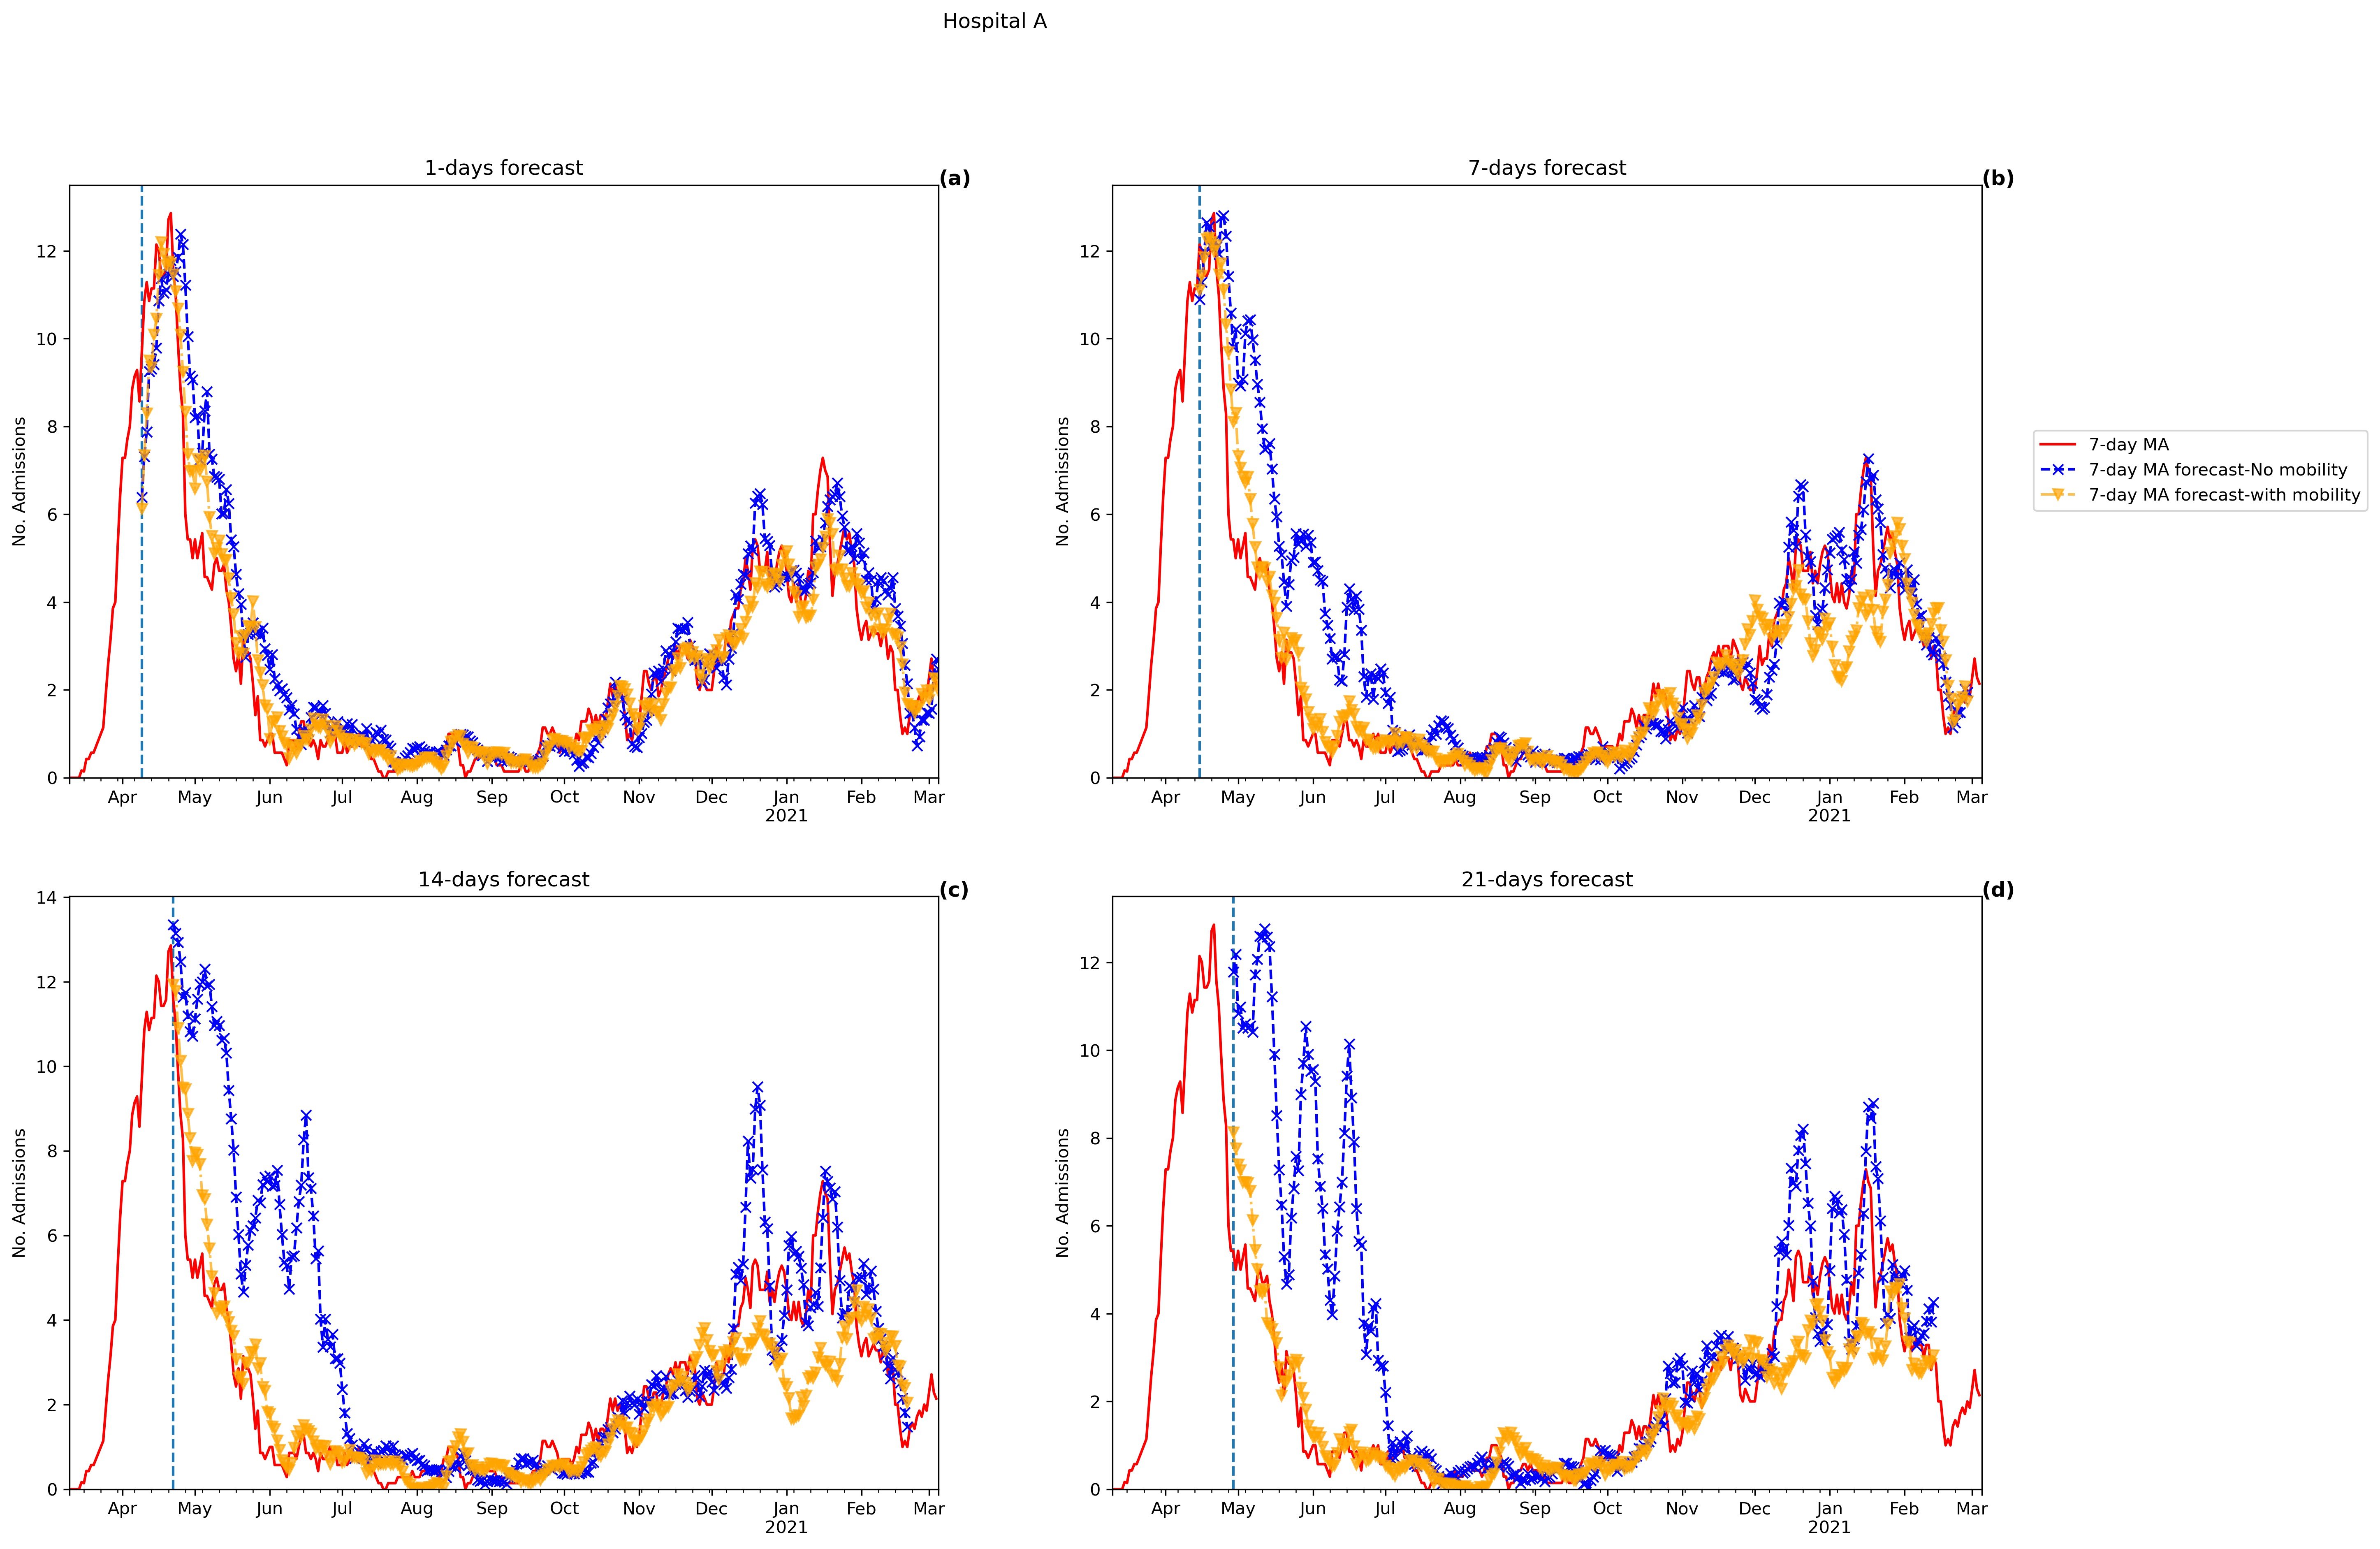 Hospital A
1-days forecast
(a)
No. Admissions
12
10
8
6
4
2
0
Apr May Jun Jul Aug Sep Oct Nov Dec Jan Feb Mar
2021
7-days forecast
(b)
No. Admissions
12
10
8
6
4
2
0
Apr May Jun Jul Aug Sep Oct Nov Dec Jan Feb Mar
2021
7-day MA
7-day MA forecast-No mobility
7-day MA forecast-with mobility
14-days forecast
(c)
No. Admissions
14
12
10
8
6
4
2
0
Apr May Jun Jul Aug Sep Oct Nov Dec Jan Feb Mar
2021
21-days forecast
(d)
No. Admissions
12
10
8
6
4
2
0
Apr May Jun Jul Aug Sep Oct Nov Dec Jan Feb Mar
2021